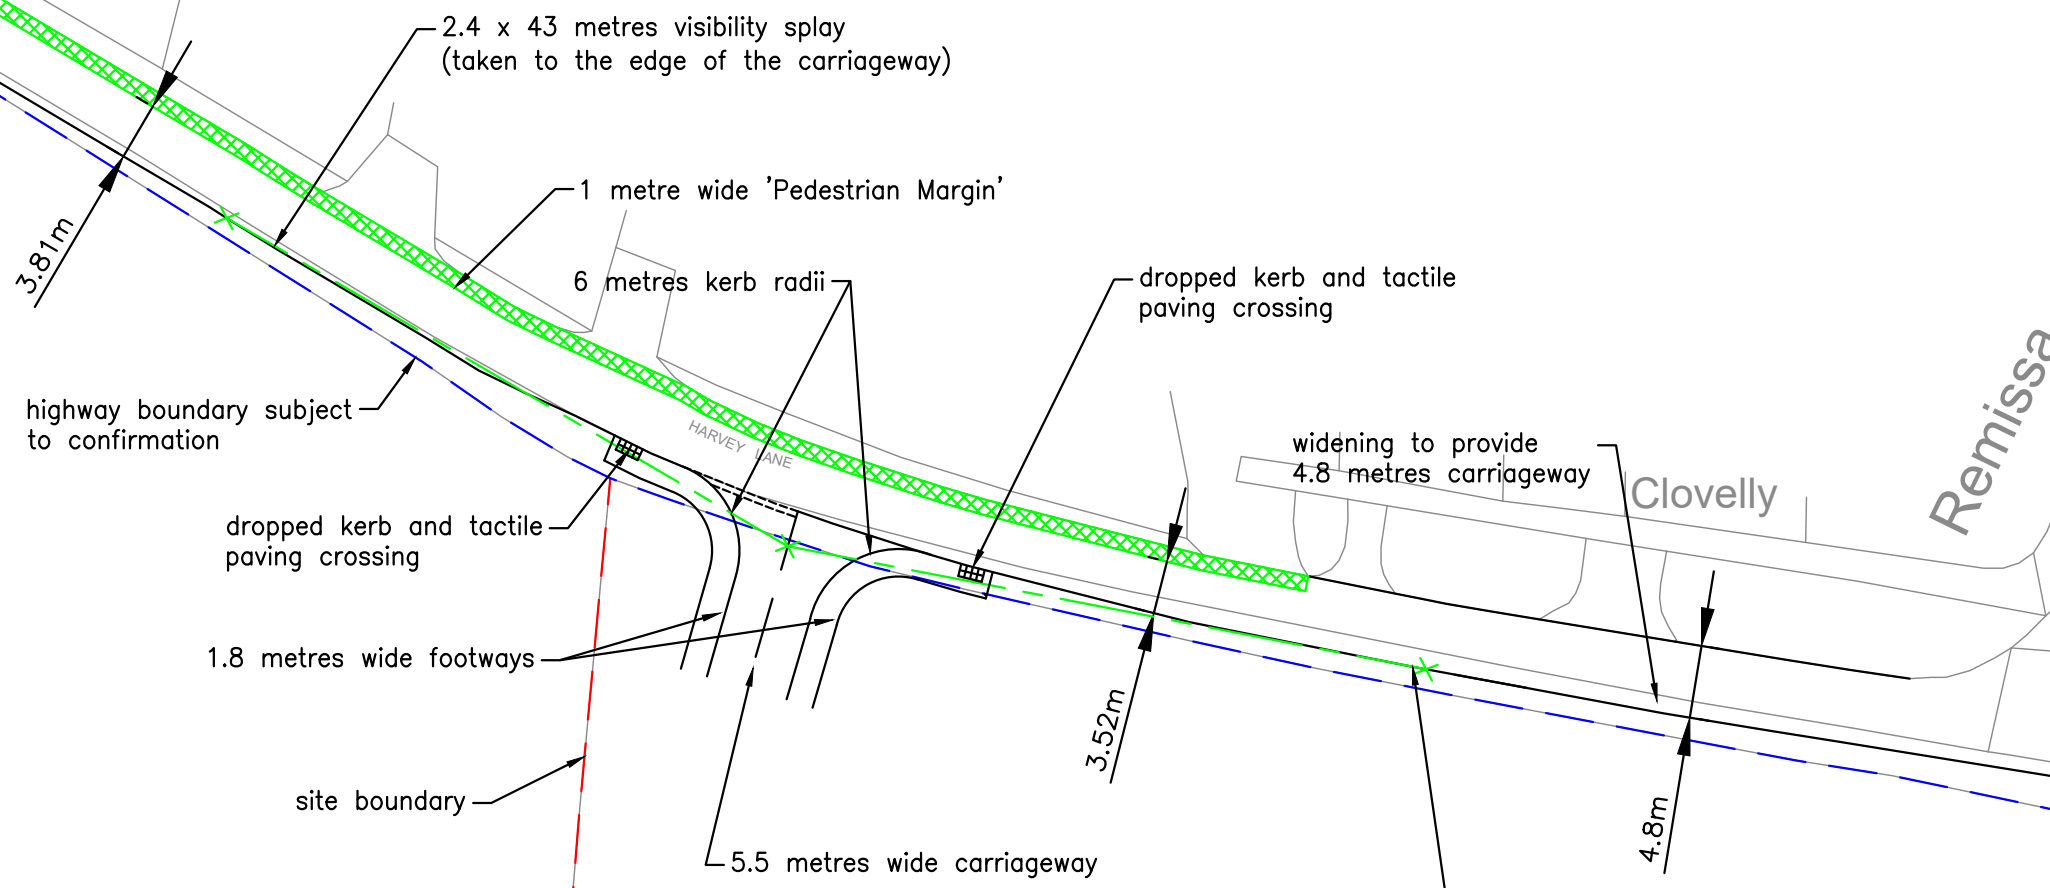 2.4 x 43 metres visibility splay
(taken to the edge of the carriageway)
1 metre wide 'Pedestrian Margin'
3.81m
6 metres kerb radii
dropped kerb and tactile
paving crossing
highway boundary subject
to confirmation
HARVEY LANE
widening to provide
4.8 metres carriageway
Clovelly
Remissa
dropped kerb and tactile
paving crossing
1.8 metres wide footways
3.52m
site boundary
4.8m
5.5 metres wide carriageway